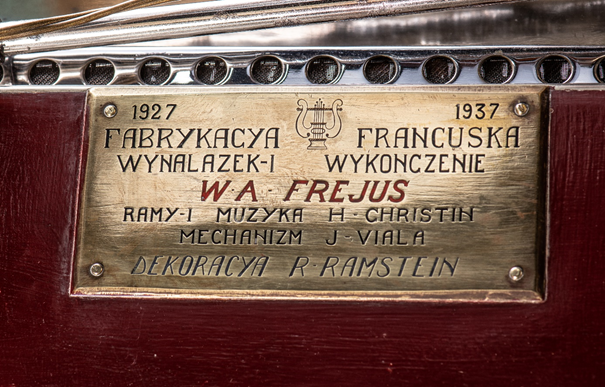 1927 1937
FABRYKACYA FRANCUSKA
WYNALAZEK-I WYKONCZENIE
W·A· FREJUS
RAMY-I MUZYKA H-CHRISTIN
MECHANIZM J-VIALA
DEKORACYA R-RAMSTEIN